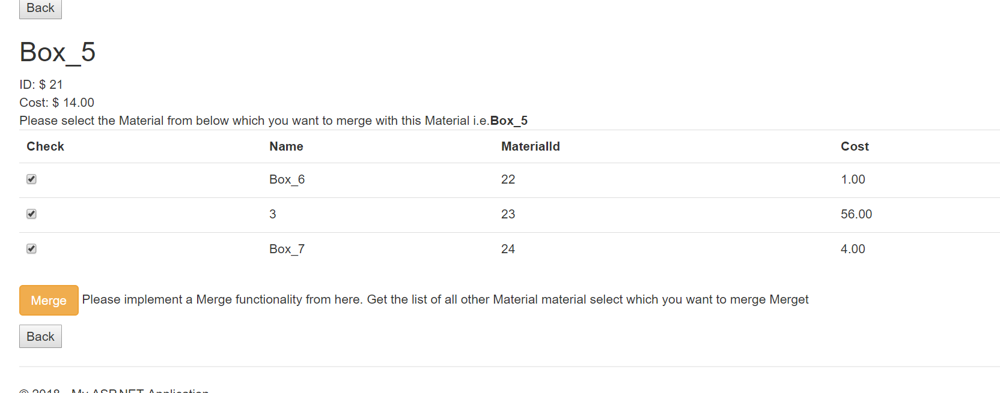 Back
Box_5
ID: $ 21
Cost: $ 14.00
Please select the Material from below which you want to merge with this Material i.e.Box_5
Check Name MaterialId Cost
Box_6 22 1.00
3 23 56.00
Box_7 24 4.00
Merge Please implement a Merge functionality from here. Get the list of all other Material material select which you want to merge Merget
Back
© 2018 - My ASP.NET Application